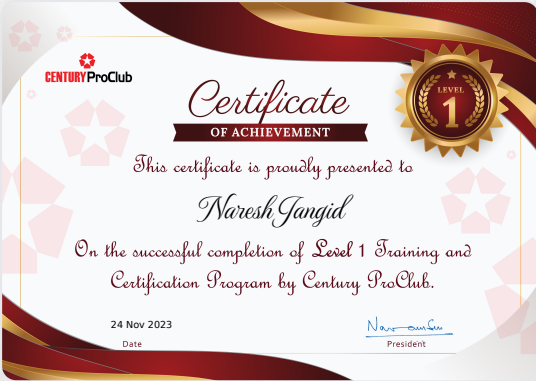 CENTURY ProClub
LEVEL
1
Certificate
OF ACHIEVEMENT
This certificate is proudly presented to
Naresh Jangid
On the successful completion of Level 1 Training and
Certification Program by Century ProClub.
24 Nov 2023
Date
President